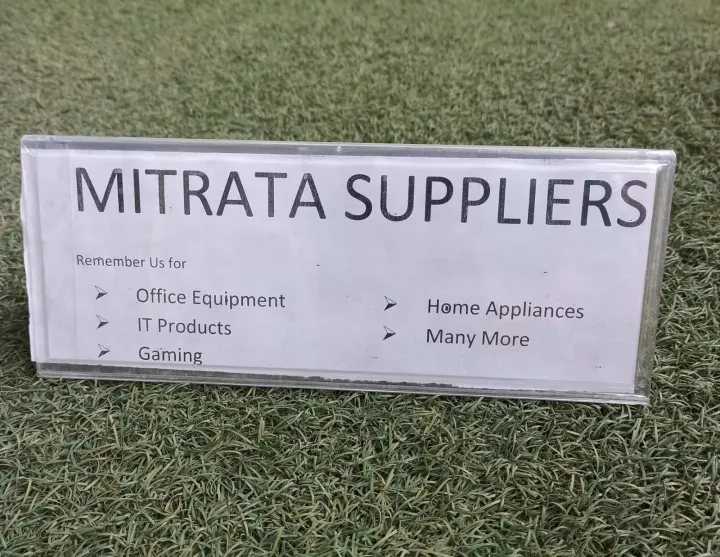 MITRATA SUPPLIERS
Remember Us for
➢ Office Equipment
➢ IT Products
➢ Gaming
➢ Home Appliances
➢ Many More